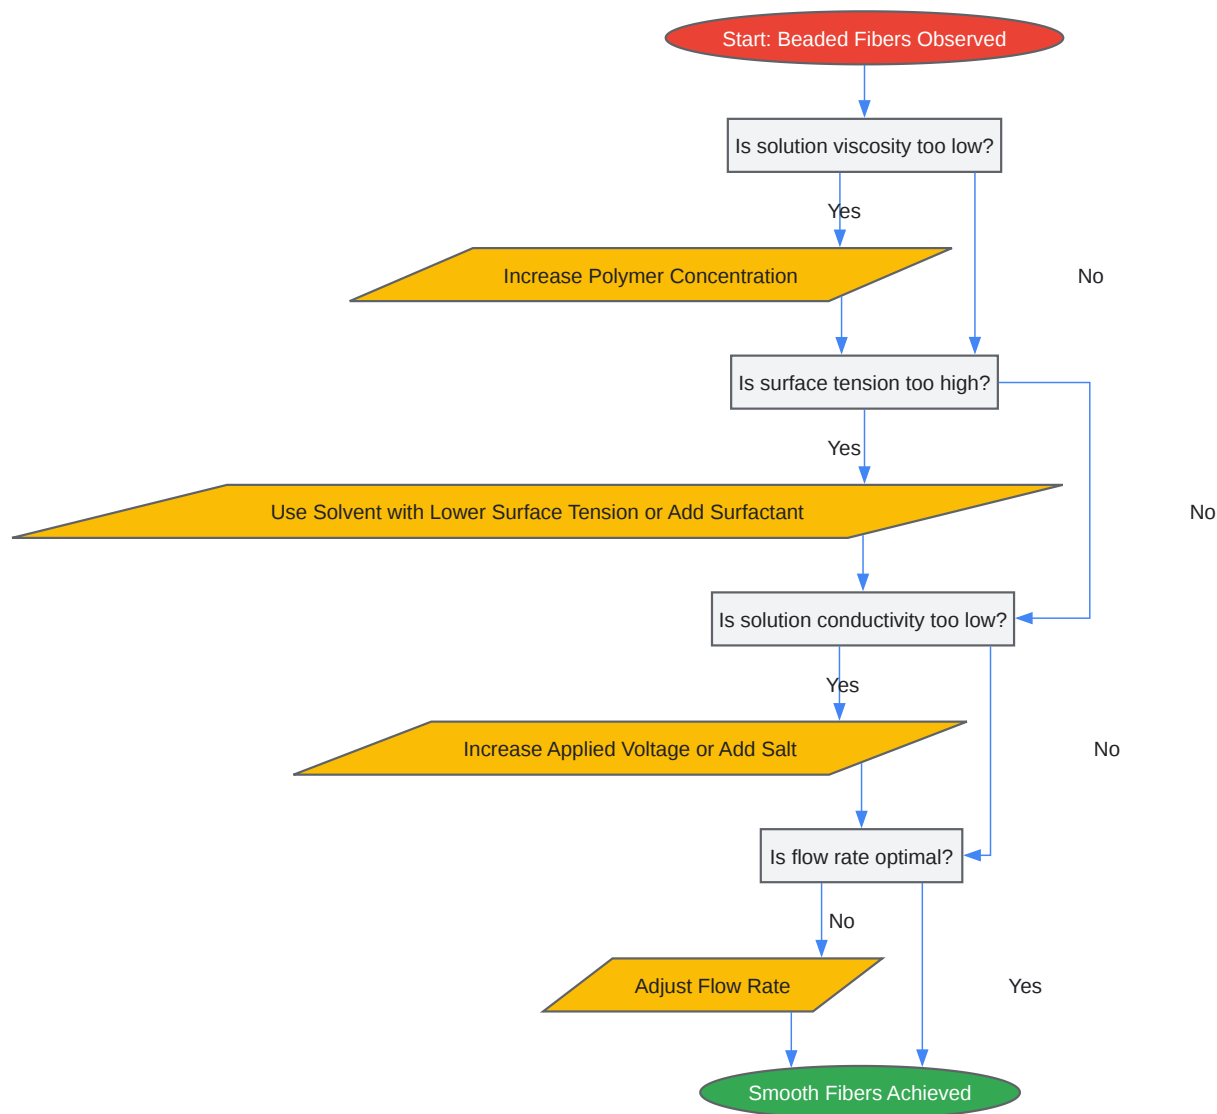 Start: Beaded Fibers Observed
Is solution viscosity too low?
Yes
Increase Polymer Concentration
No
Is surface tension too high?
Yes
Use Solvent with Lower Surface Tension or Add Surfactant
No
Is solution conductivity too low?
Yes
Increase Applied Voltage or Add Salt
No
Is flow rate optimal?
No
Adjust Flow Rate
Yes
Smooth Fibers Achieved